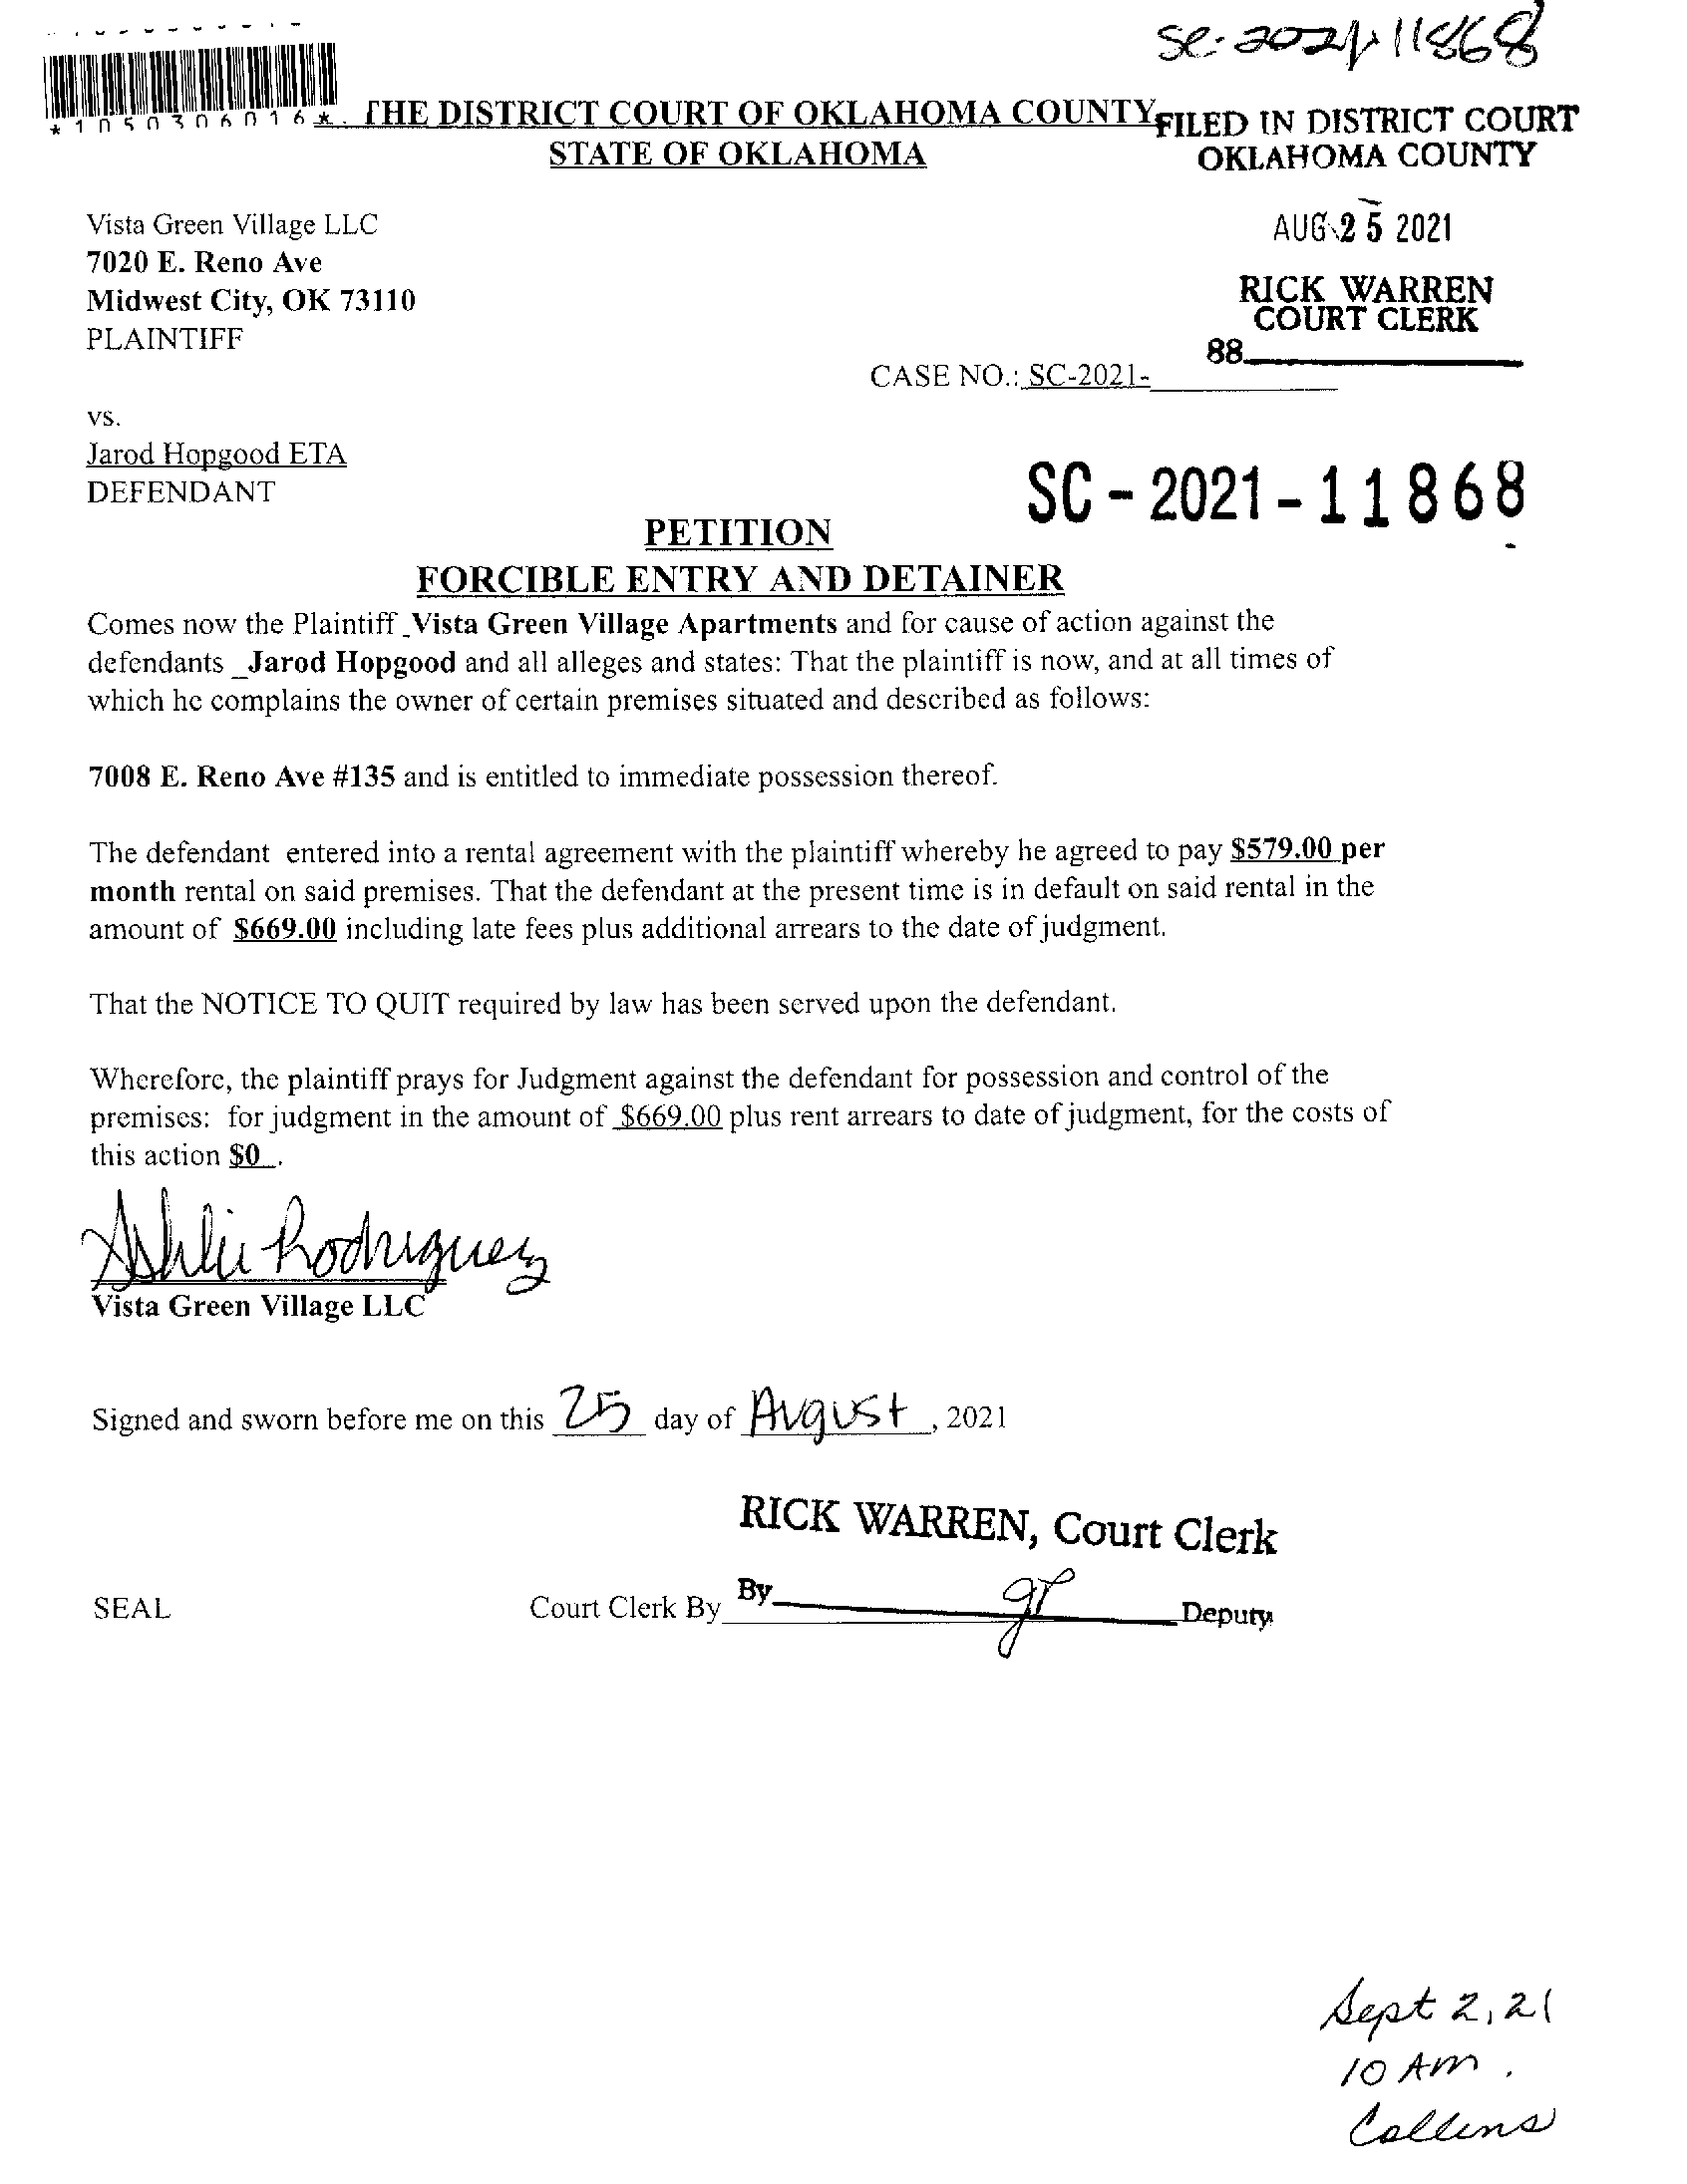 SC-2021-11868
*1050306016*
THE DISTRICT COURT OF OKLAHOMA COUNTY
STATE OF OKLAHOMA
FILED IN DISTRICT COURT
OKLAHOMA COUNTY
AUG 25 2021
RICK WARREN
COURT CLERK
88
Vista Green Village LLC
7020 E. Reno Ave
Midwest City, OK 73110
PLAINTIFF
CASE NO.: SC-2021-
vs.
Jarod Hopgood ETA
DEFENDANT
SC - 2021 - 11868
PETITION
FORCIBLE ENTRY AND DETAINER
Comes now the Plaintiff _Vista Green Village Apartments and for cause of action against the
defendants _Jarod Hopgood and all alleges and states: That the plaintiff is now, and at all times of
which he complains the owner of certain premises situated and described as follows:
7008 E. Reno Ave #135 and is entitled to immediate possession thereof.
The defendant entered into a rental agreement with the plaintiff whereby he agreed to pay $579.00 per
month rental on said premises. That the defendant at the present time is in default on said rental in the
amount of $669.00 including late fees plus additional arrears to the date of judgment.
That the NOTICE TO QUIT required by law has been served upon the defendant.
Wherefore, the plaintiff prays for Judgment against the defendant for possession and control of the
premises: for judgment in the amount of $669.00 plus rent arrears to date of judgment, for the costs of
this action $0 .
Ashlii Rodriguez
Vista Green Village LLC
Signed and sworn before me on this 25 day of August, 2021
RICK WARREN, Court Clerk
SEAL Court Clerk By By Deputy
Sept 2, 21
10 AM.
Collins